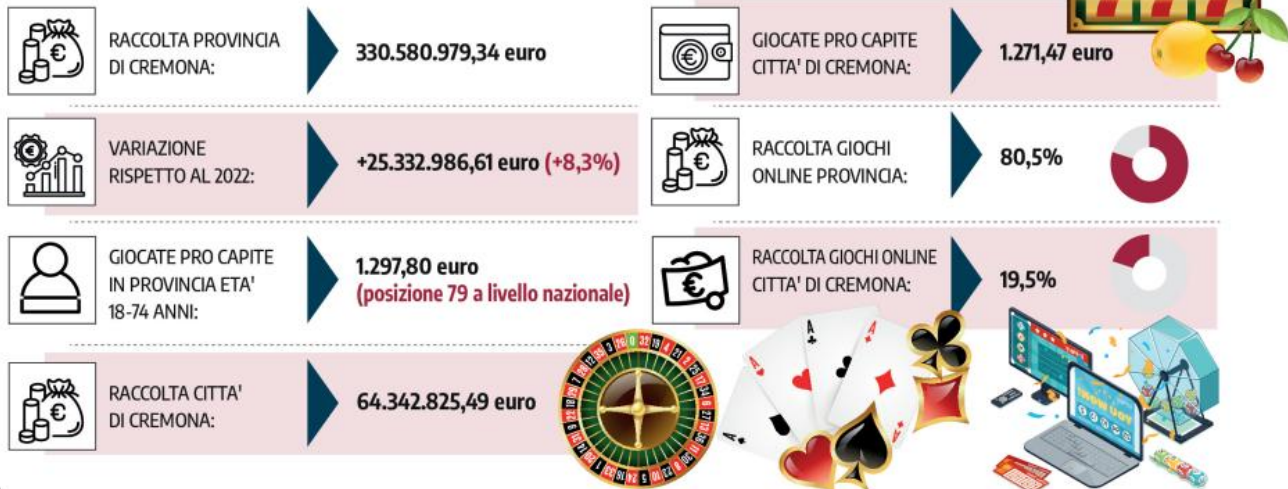 RACCOLTA PROVINCIA
DI CREMONA:
330.580.979,34 euro
VARIAZIONE
RISPETTO AL 2022:
+25.332.986,61 euro (+8,3%)
GIOCATE PRO CAPITE
IN PROVINCIA ETA'
18-74 ANNI:
1.297,80 euro
(posizione 79 a livello nazionale)
RACCOLTA CITTA'
DI CREMONA:
64.342.825,49 euro
GIOCATE PRO CAPITE
CITTA' DI CREMONA:
1.271,47 euro
RACCOLTA GIOCHI
ONLINE PROVINCIA:
80,5%
RACCOLTA GIOCHI ONLINE
CITTA' DI CREMONA:
19,5%